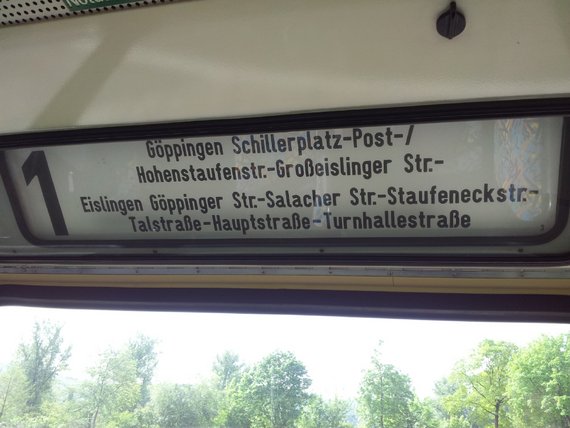 1
Göppingen Schillerplatz-Post-/
Hohenstaufenstr.-Großeislinger Str.-
Eislingen Göppinger Str.-Salacher Str.-Staufeneckstr.-
Talstraße-Hauptstraße-Turnhallestraße